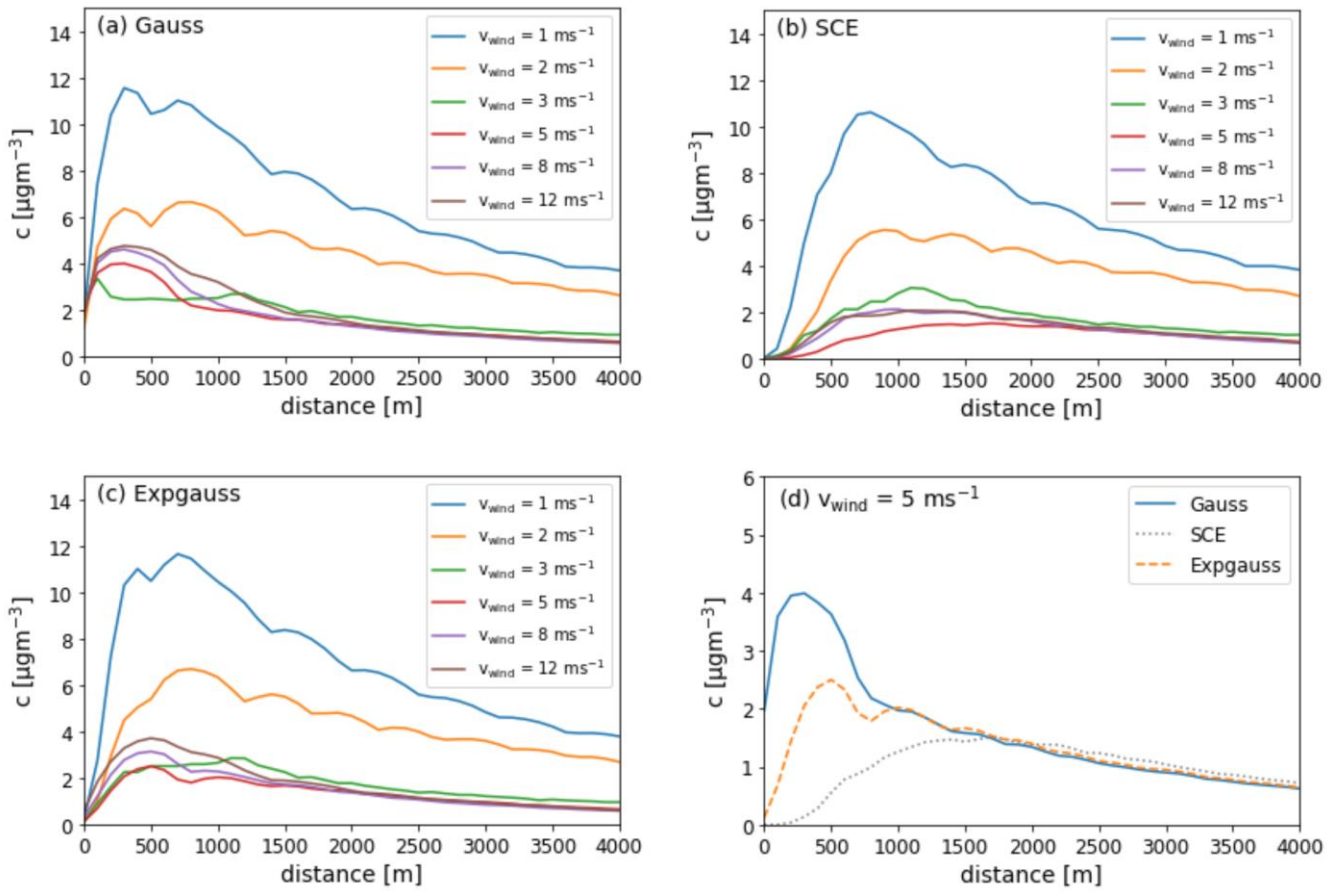 (a) Gauss
v_wind = 1 ms⁻¹
v_wind = 2 ms⁻¹
v_wind = 3 ms⁻¹
v_wind = 5 ms⁻¹
v_wind = 8 ms⁻¹
v_wind = 12 ms⁻¹
c [µgm⁻³]
14
12
10
8
6
4
2
0
0 500 1000 1500 2000 2500 3000 3500 4000
distance [m]
(b) SCE
v_wind = 1 ms⁻¹
v_wind = 2 ms⁻¹
v_wind = 3 ms⁻¹
v_wind = 5 ms⁻¹
v_wind = 8 ms⁻¹
v_wind = 12 ms⁻¹
c [µgm⁻³]
14
12
10
8
6
4
2
0
0 500 1000 1500 2000 2500 3000 3500 4000
distance [m]
(c) Expgauss
v_wind = 1 ms⁻¹
v_wind = 2 ms⁻¹
v_wind = 3 ms⁻¹
v_wind = 5 ms⁻¹
v_wind = 8 ms⁻¹
v_wind = 12 ms⁻¹
c [µgm⁻³]
14
12
10
8
6
4
2
0
0 500 1000 1500 2000 2500 3000 3500 4000
distance [m]
(d) v_wind = 5 ms⁻¹
Gauss
SCE
Expgauss
c [µgm⁻³]
6
5
4
3
2
1
0
0 500 1000 1500 2000 2500 3000 3500 4000
distance [m]